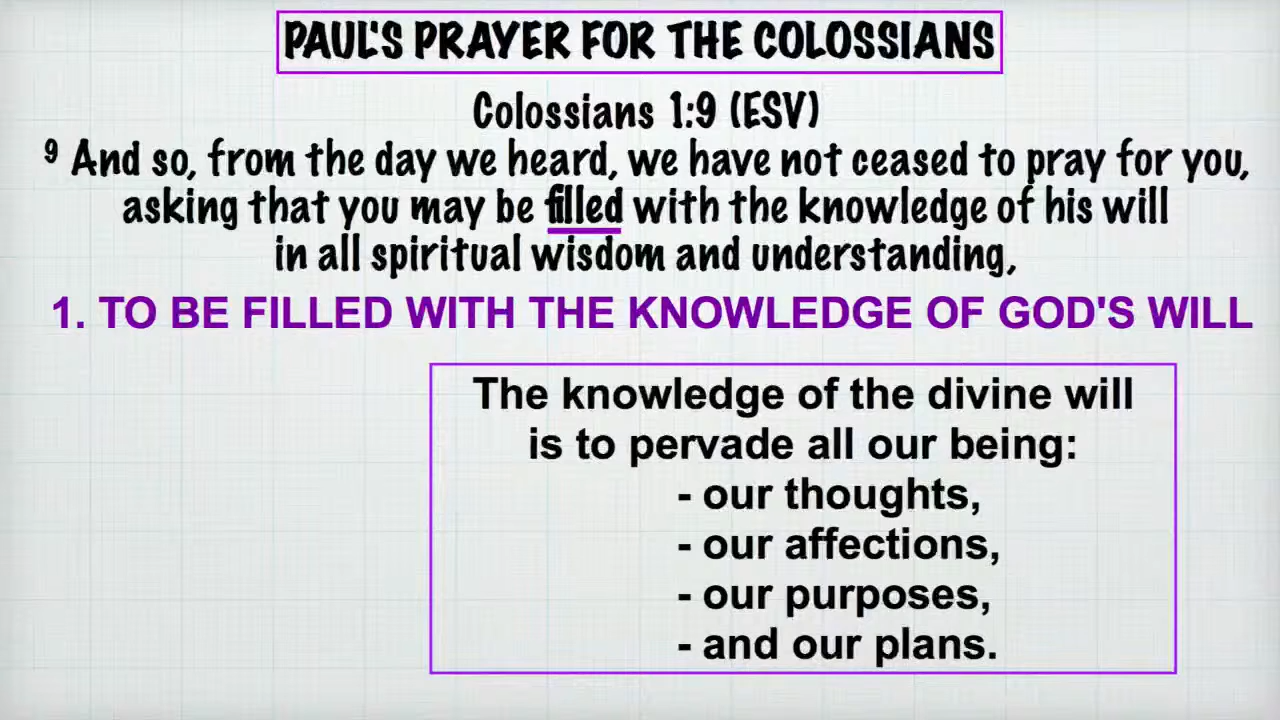 PAUL'S PRAYER FOR THE COLOSSIANS
Colossians 1:9 (ESV)
9 And so, from the day we heard, we have not ceased to pray for you,
asking that you may be filled with the knowledge of his will
in all spiritual wisdom and understanding,
1. TO BE FILLED WITH THE KNOWLEDGE OF GOD'S WILL
The knowledge of the divine will
is to pervade all our being:
- our thoughts,
- our affections,
- our purposes,
- and our plans.